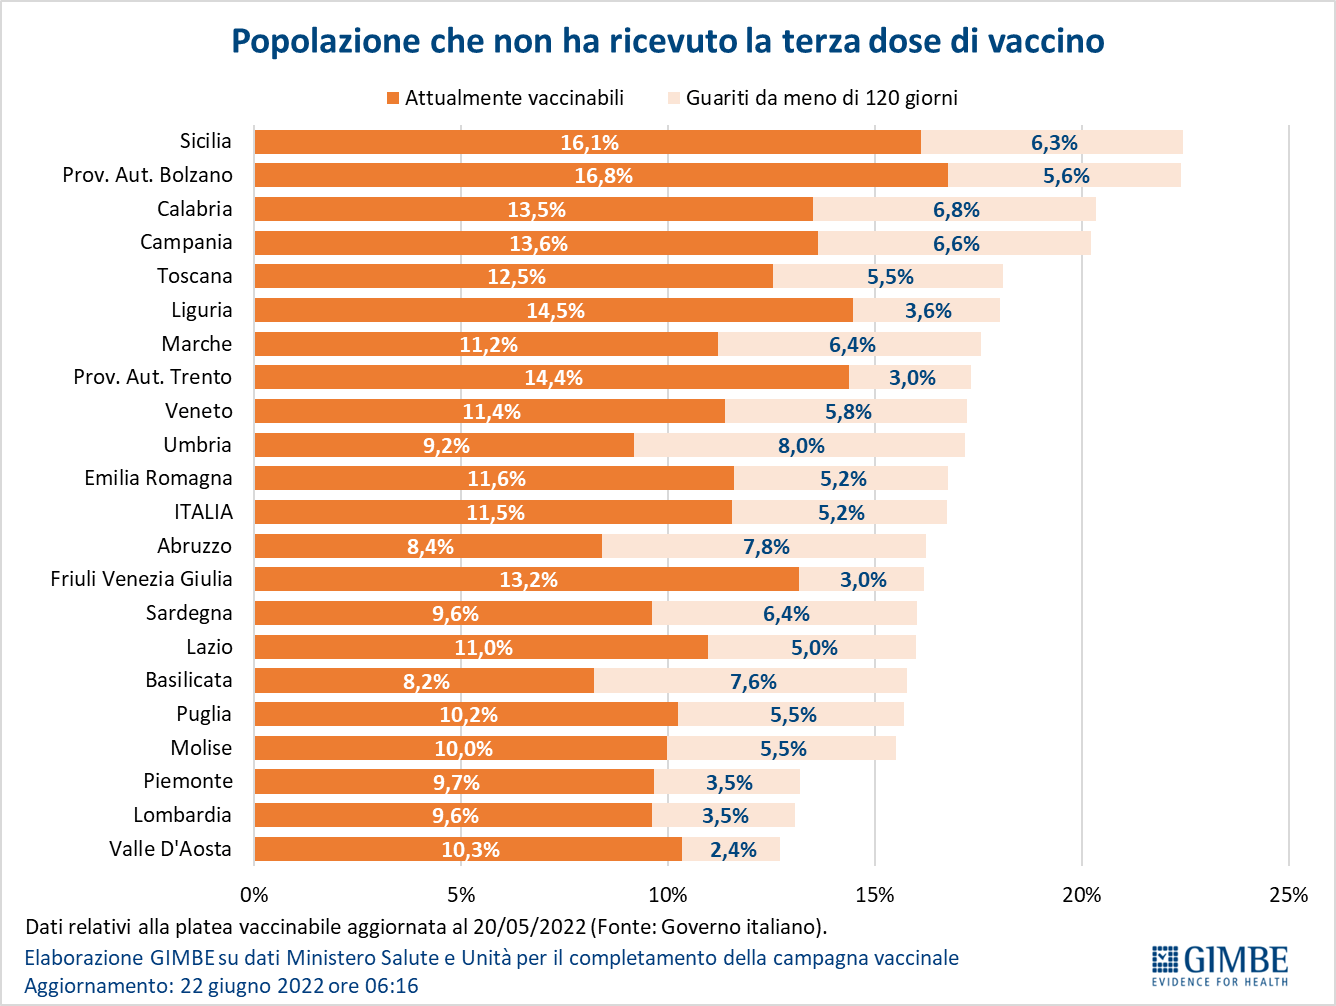 Popolazione che non ha ricevuto la terza dose di vaccino
Attualmente vaccinabili Guariti da meno di 120 giorni
Sicilia 16,1% 6,3%
Prov. Aut. Bolzano 16,8% 5,6%
Calabria 13,5% 6,8%
Campania 13,6% 6,6%
Toscana 12,5% 5,5%
Liguria 14,5% 3,6%
Marche 11,2% 6,4%
Prov. Aut. Trento 14,4% 3,0%
Veneto 11,4% 5,8%
Umbria 9,2% 8,0%
Emilia Romagna 11,6% 5,2%
ITALIA 11,5% 5,2%
Abruzzo 8,4% 7,8%
Friuli Venezia Giulia 13,2% 3,0%
Sardegna 9,6% 6,4%
Lazio 11,0% 5,0%
Basilicata 8,2% 7,6%
Puglia 10,2% 5,5%
Molise 10,0% 5,5%
Piemonte 9,7% 3,5%
Lombardia 9,6% 3,5%
Valle D'Aosta 10,3% 2,4%
0% 5% 10% 15% 20% 25%
Dati relativi alla platea vaccinabile aggiornata al 20/05/2022 (Fonte: Governo italiano).
Elaborazione GIMBE su dati Ministero Salute e Unità per il completamento della campagna vaccinale
Aggiornamento: 22 giugno 2022 ore 06:16
GIMBE
EVIDENCE FOR HEALTH